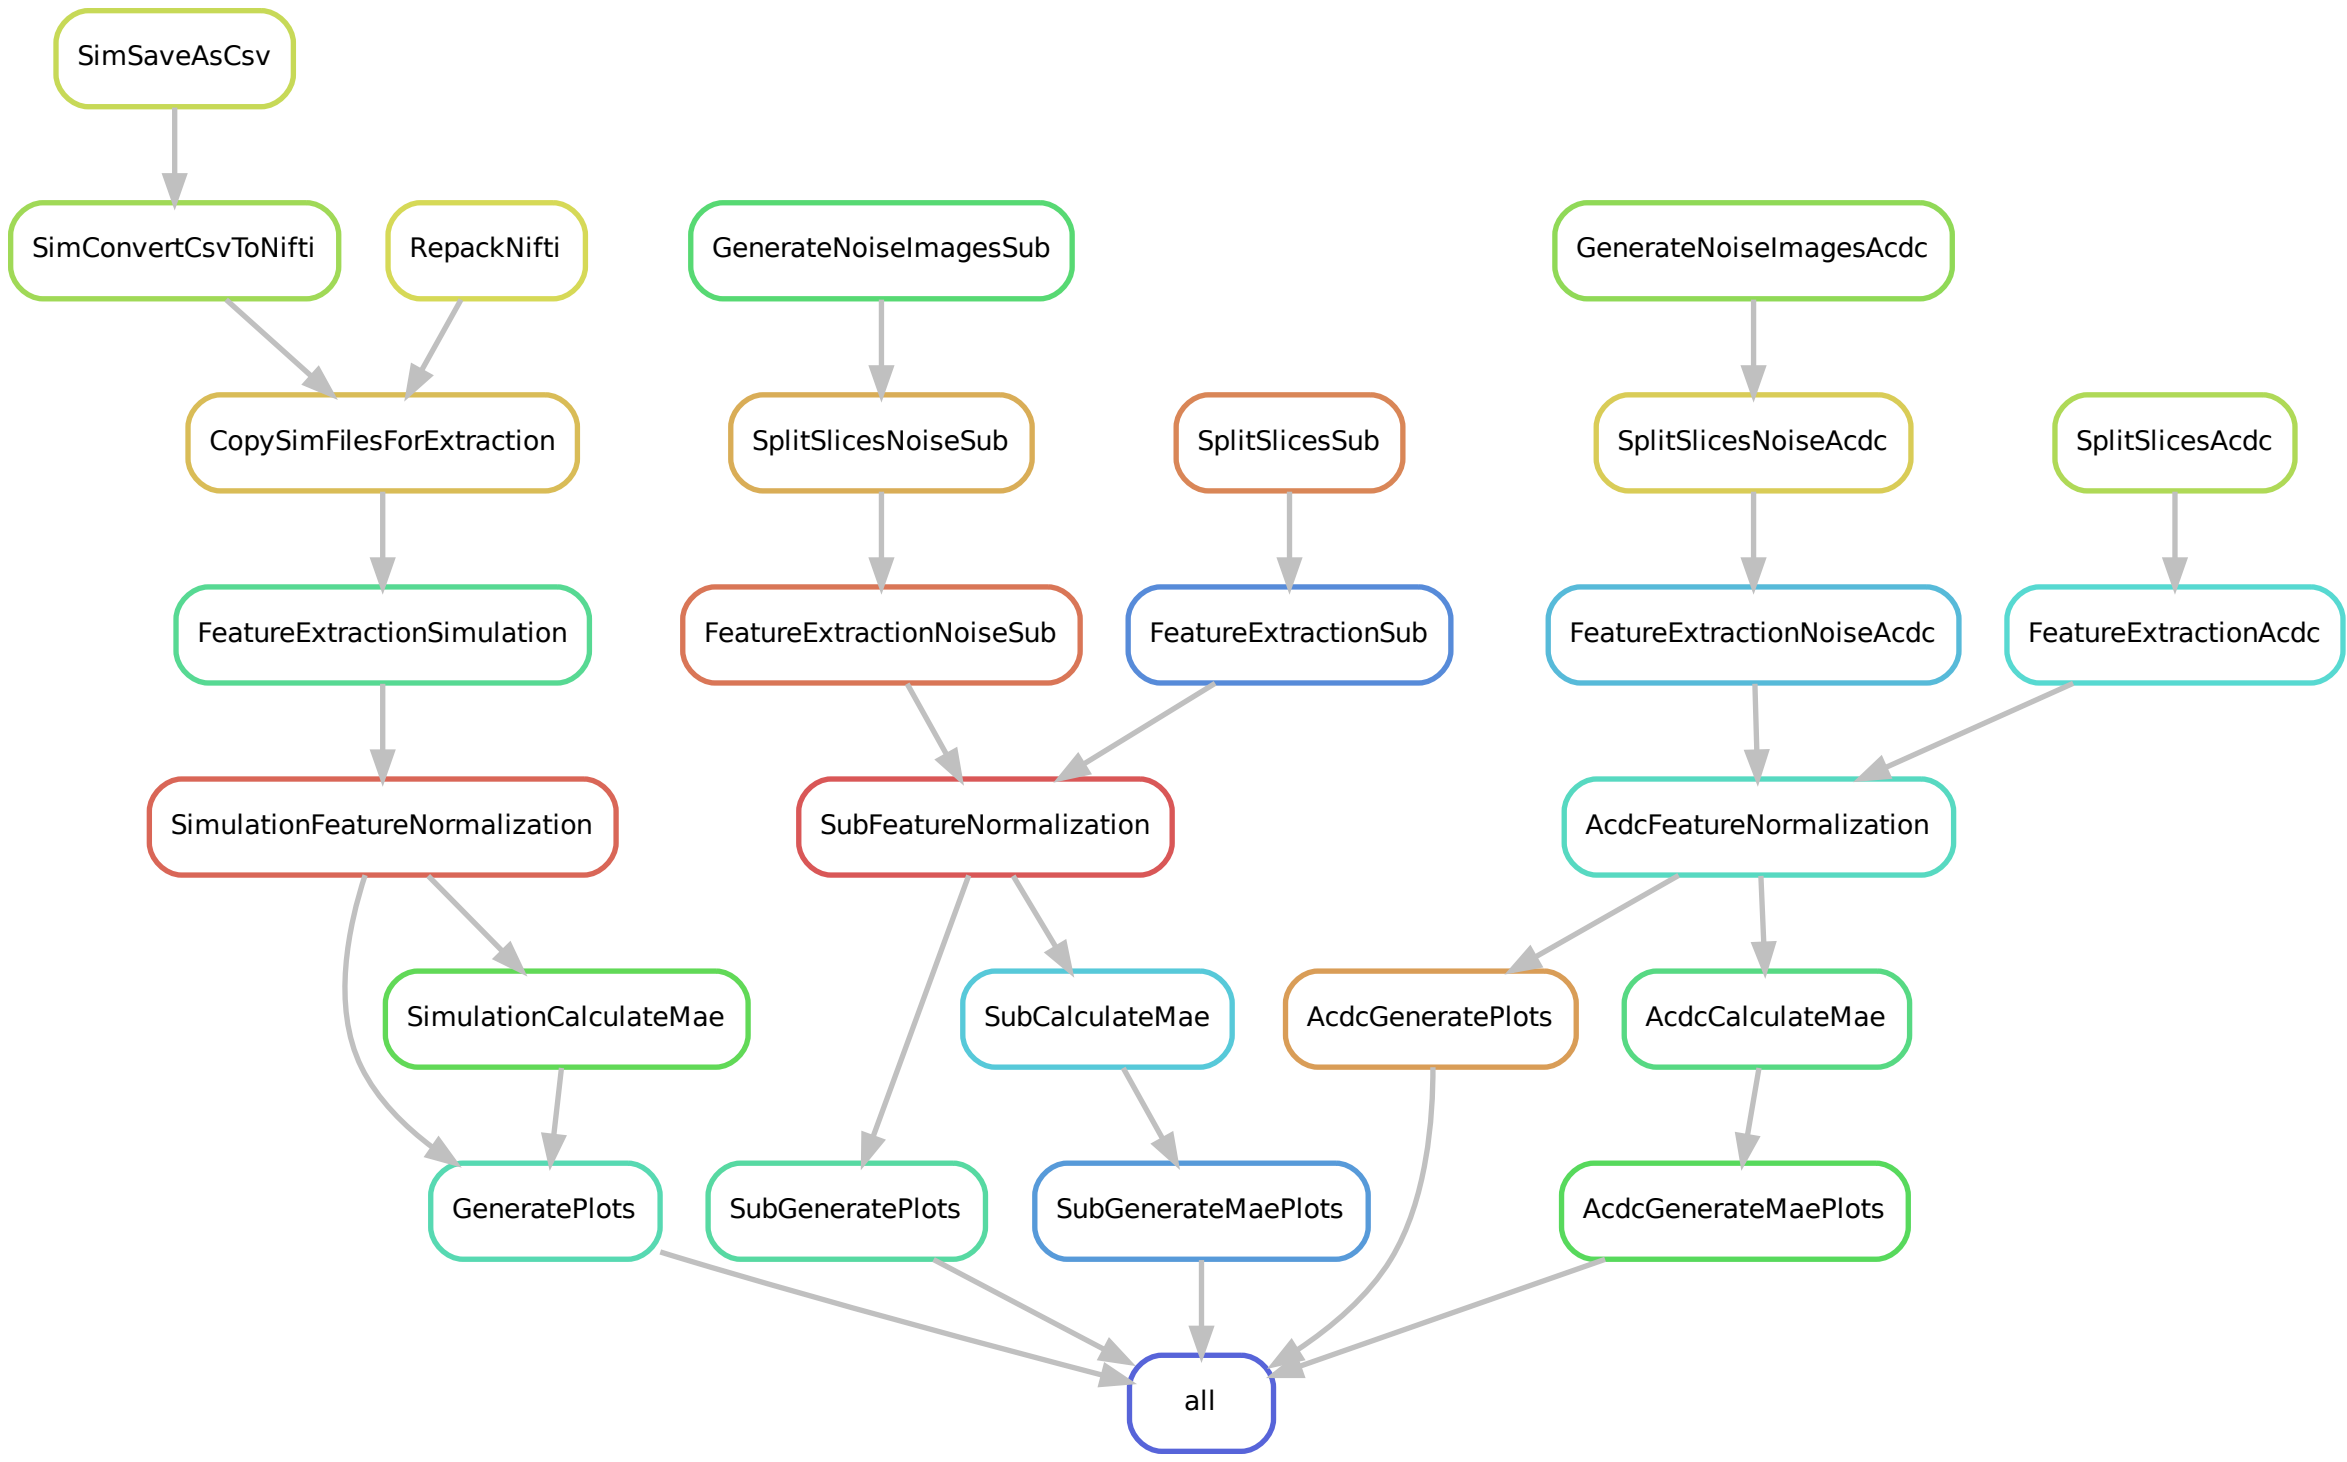 SimSaveAsCsv
SimConvertCsvToNifti
RepackNifti
GenerateNoiseImagesSub
GenerateNoiseImagesAcdc
CopySimFilesForExtraction
SplitSlicesNoiseSub
SplitSlicesSub
SplitSlicesNoiseAcdc
SplitSlicesAcdc
FeatureExtractionSimulation
FeatureExtractionNoiseSub
FeatureExtractionSub
FeatureExtractionNoiseAcdc
FeatureExtractionAcdc
SimulationFeatureNormalization
SubFeatureNormalization
AcdcFeatureNormalization
SimulationCalculateMae
SubCalculateMae
AcdcGeneratePlots
AcdcCalculateMae
GeneratePlots
SubGeneratePlots
SubGenerateMaePlots
AcdcGenerateMaePlots
all